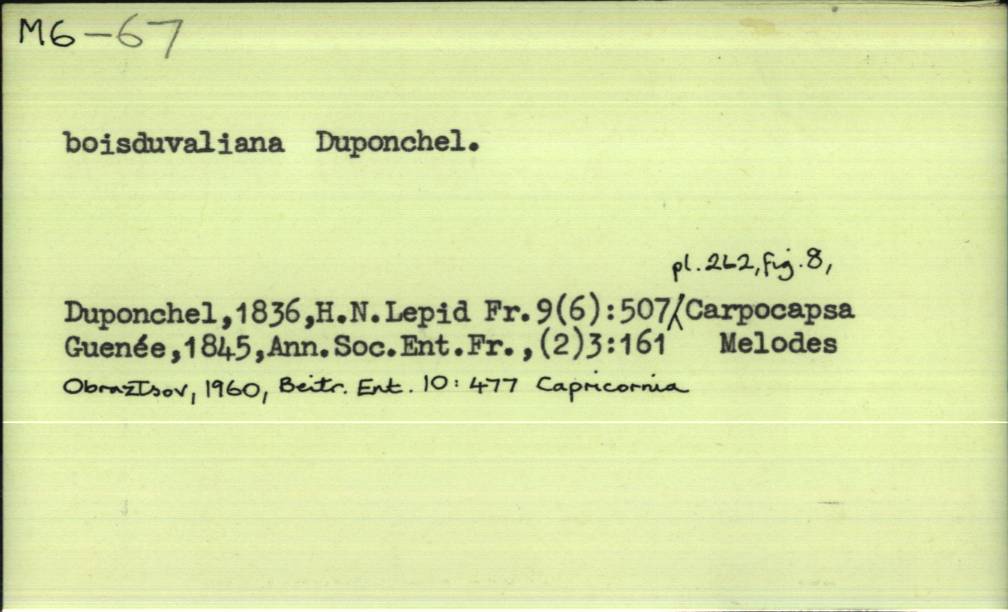 M6-67
boisduvaliana Duponchel.
pl. 262, fig. 8,
Duponchel,1836,H.N.Lepid Fr.9(6):507/Carpocapsa
Guenée,1845,Ann.Soc.Ent.Fr.,(2)3:161 Melodes
Obraztsov, 1960, Beitr. Ent. 10: 477 Capricornia